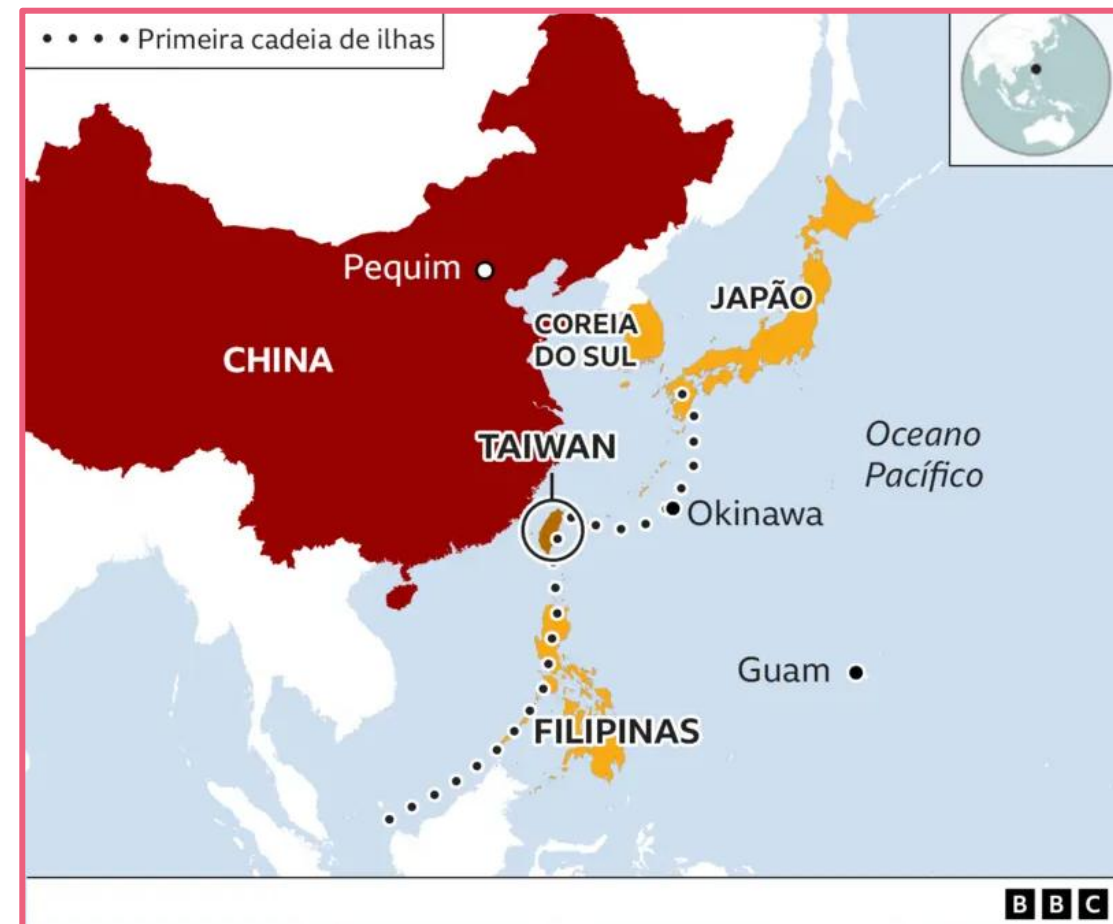 Primeira cadeia de ilhas
Pequim
JAPÃO
COREIA
DO SUL
CHINA
TAIWAN
Oceano
Pacífico
Okinawa
Guam
FILIPINAS
BBC